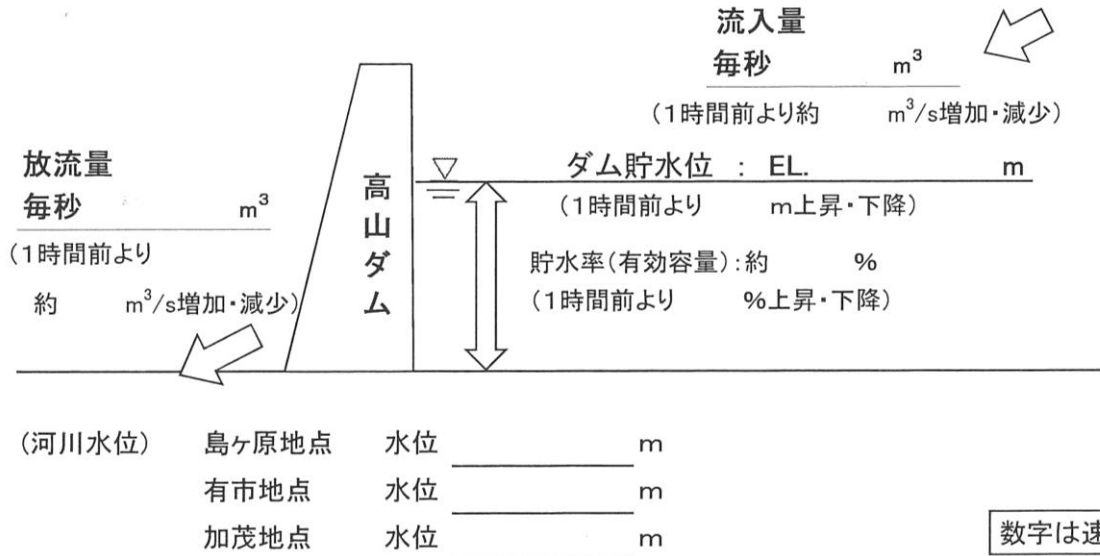 流入量
毎秒 m³
(1時間前より約 m³/s増加・減少)
放流量
毎秒 m³
(1時間前より
約 m³/s増加・減少)
高山ダム
ダム貯水位 : EL. m
(1時間前より m上昇・下降)
貯水率(有効容量):約 %
(1時間前より %上昇・下降)
(河川水位) 島ヶ原地点 水位 m
有市地点 水位 m
加茂地点 水位 m
数字は速